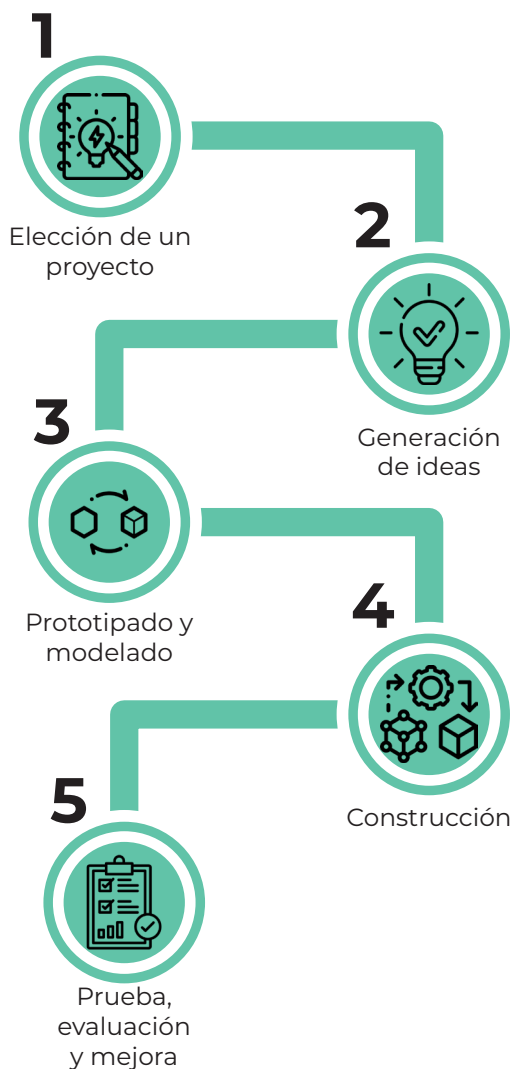 1
Elección de un
proyecto
2
Generación
de ideas
3
Prototipado y
modelado
4
Construcción
5
Prueba,
evaluación
y mejora